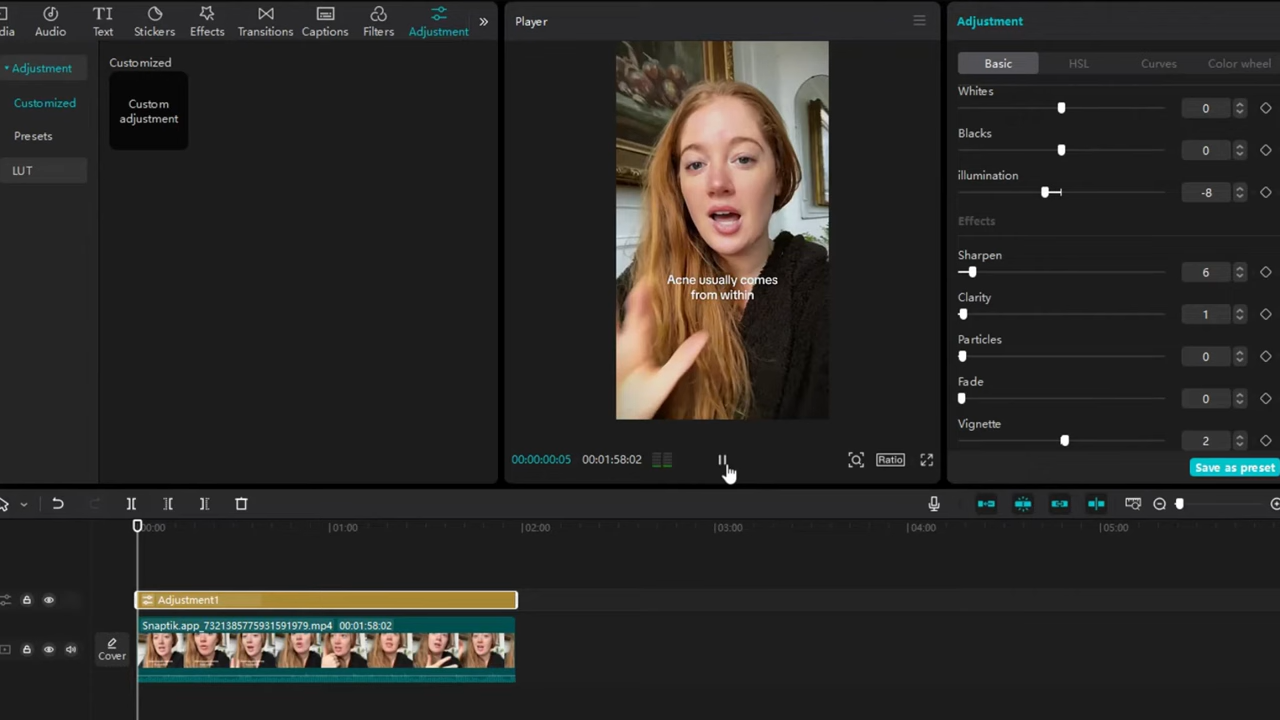 dia
Audio
Text
Stickers
Effects
Transitions
Captions
Filters
Adjustment
»
Adjustment
Customized
Presets
LUT
Customized
Custom
adjustment
Player
Acne usually comes
from within
00:00:00:05
00:01:58:02
Ratio
Adjustment
Basic
HSL
Curves
Color wheel
Whites
0
Blacks
0
illumination
-8
Effects
Sharpen
6
Clarity
1
Particles
0
Fade
0
Vignette
2
Save as preset
00:00
|01:00
|02:00
|03:00
|04:00
|05:00
Adjustment1
Snaptik.app_7321385775931591979.mp4 00:01:58:02
Cover